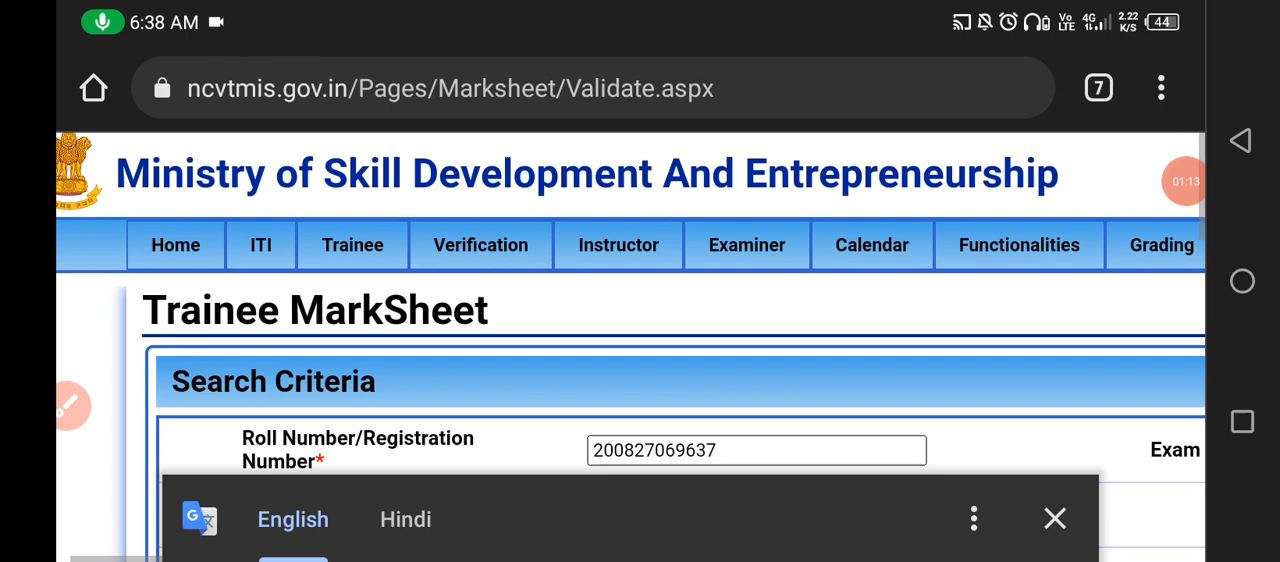 6:38 AM Vo LTE 4G 2.22 K/S 44
ncvtmis.gov.in/Pages/Marksheet/Validate.aspx 7
Ministry of Skill Development And Entrepreneurship
01:13
Home ITI Trainee Verification Instructor Examiner Calendar Functionalities Grading
Trainee MarkSheet
Search Criteria
Roll Number/Registration
Number* 200827069637 Exam
G 文 English Hindi